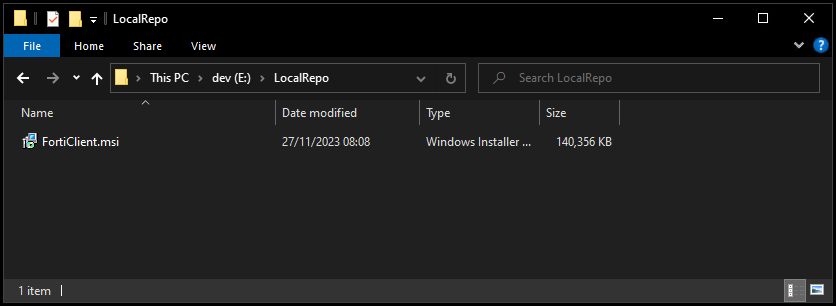 LocalRepo
File Home Share View
This PC dev (E:) LocalRepo Search LocalRepo
Name Date modified Type Size
FortiClient.msi 27/11/2023 08:08 Windows Installer ... 140,356 KB
1 item